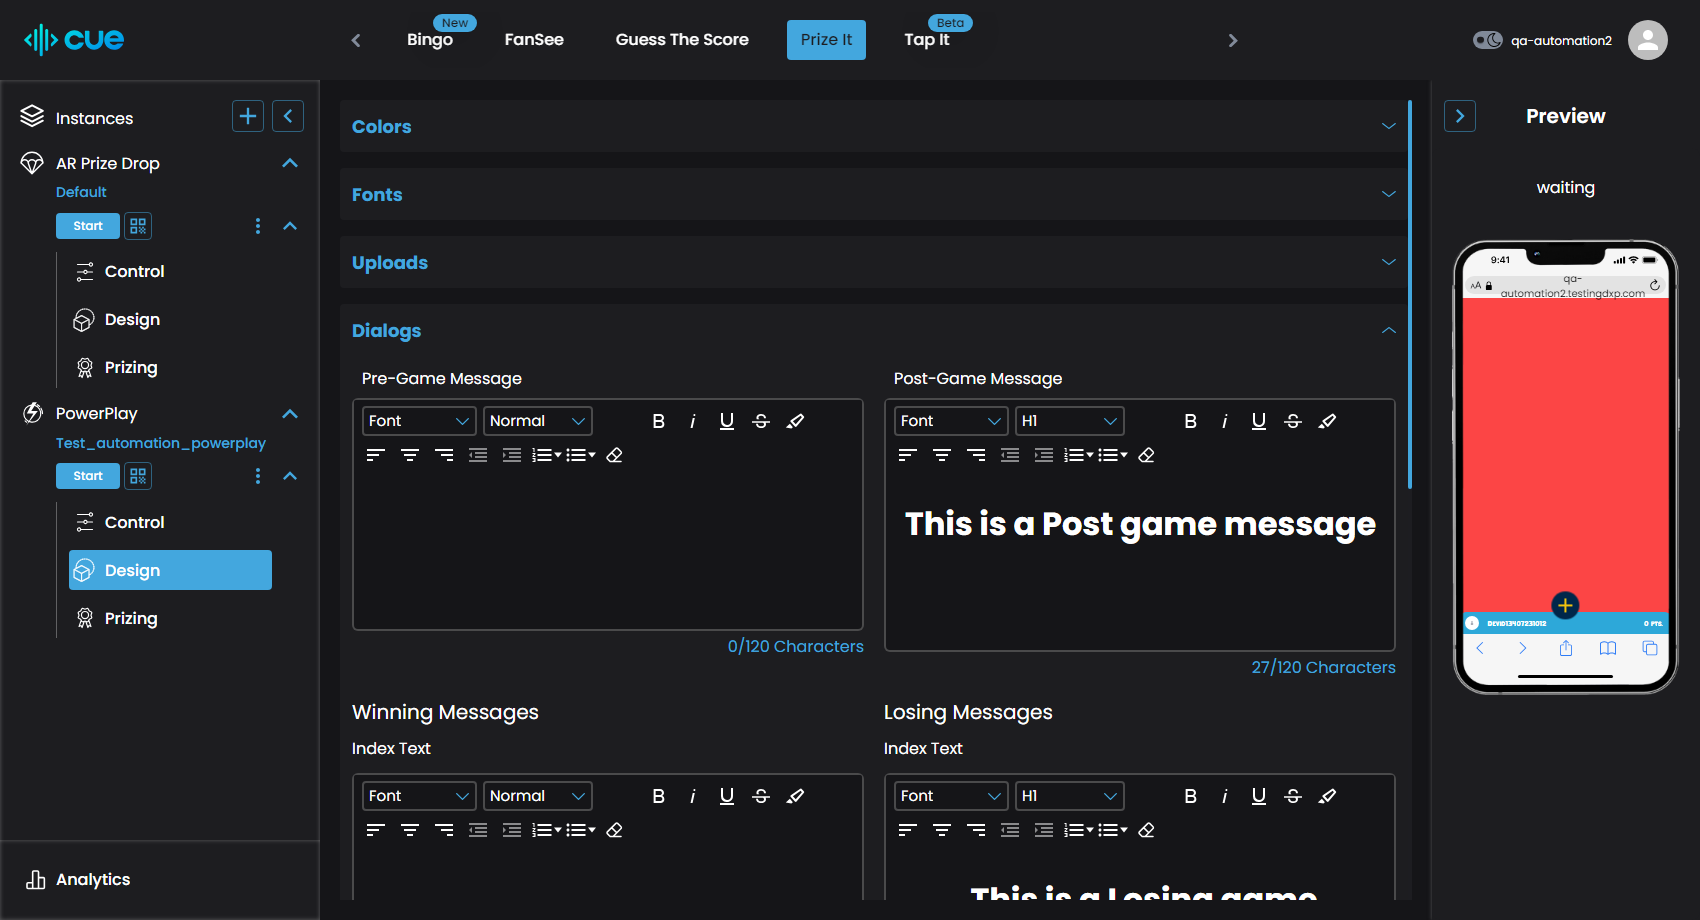 cue
New
Bingo
FanSee
Guess The Score
Prize It
Beta
Tap It
qa-automation2
Instances
AR Prize Drop
Default
Start
Control
Design
Prizing
PowerPlay
Test_automation_powerplay
Start
Control
Design
Prizing
Analytics
Colors
Fonts
Uploads
Dialogs
Pre-Game Message
Font
Normal
B i U S
0/120 Characters
Post-Game Message
Font
H1
B i U S
This is a Post game message
27/120 Characters
Winning Messages
Index Text
Font
Normal
B i U S
Losing Messages
Index Text
Font
H1
B i U S
This is a Losing game
Preview
waiting
9:41
AA
qa-
automation2.testingdxp.com
0 PTS.